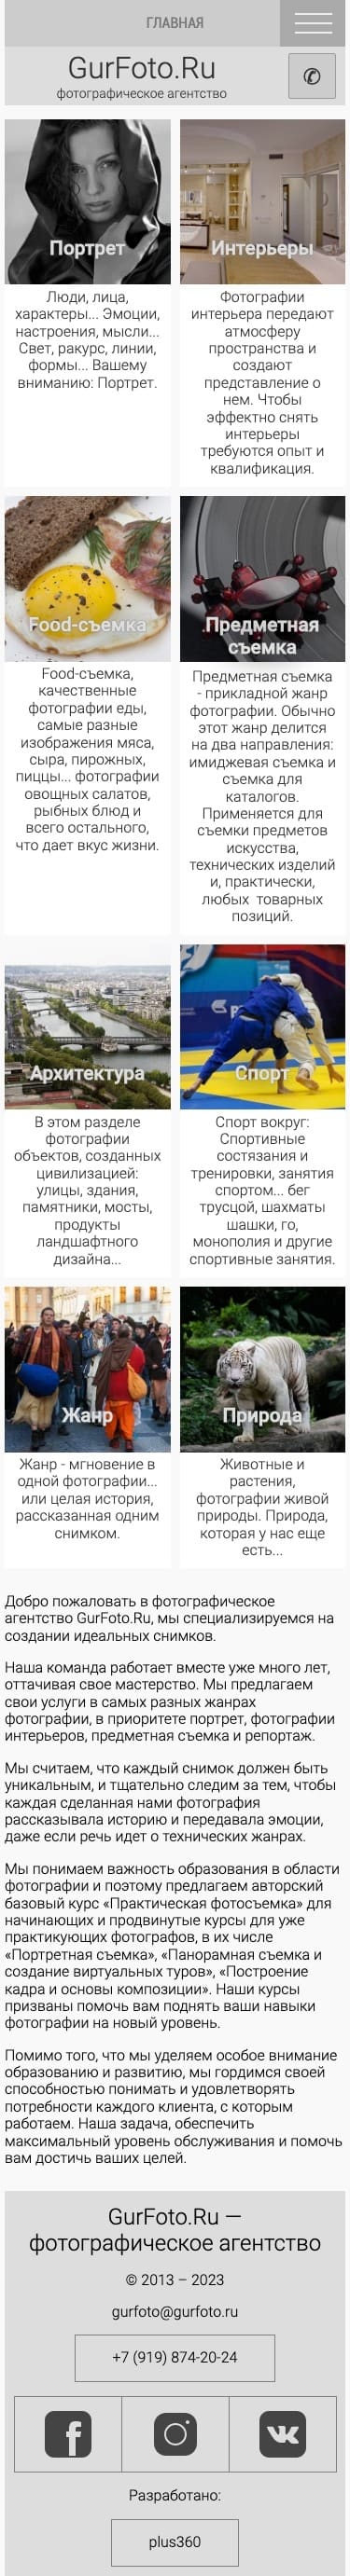 ГЛАВНАЯ
GurFoto.Ru
фотографическое агентство
Портрет
Люди, лица,
характеры... Эмоции,
настроения, мысли...
Свет, ракурс, линии,
формы... Вашему
вниманию: Портрет.
Интерьеры
Фотографии
интерьера передают
атмосферу
пространства и
создают
представление о
нем. Чтобы
эффектно снять
интерьеры
требуются опыт и
квалификация.
Food-съемка
Food-съемка,
качественные
фотографии еды,
самые разные
изображения мяса,
сыра, пирожных,
пиццы... фотографии
овощных салатов,
рыбных блюд и
всего остального,
что дает вкус жизни.
Предметная
съемка
Предметная съемка
- прикладной жанр
фотографии. Обычно
этот жанр делится
на два направления:
имиджевая съемка и
съемка для
каталогов.
Применяется для
съемки предметов
искусства,
технических изделий
и, практически,
любых товарных
позиций.
Архитектура
В этом разделе
фотографии
объектов, созданных
цивилизацией:
улицы, здания,
памятники, мосты,
продукты
ландшафтного
дизайна...
Спорт
Спорт вокруг:
Спортивные
состязания и
тренировки, занятия
спортом... бег
трусцой, шахматы
шашки, го,
монополия и другие
спортивные занятия.
Жанр
Жанр - мгновение в
одной фотографии...
или целая история,
рассказанная одним
снимком.
Природа
Животные и
растения,
фотографии живой
природы. Природа,
которая у нас еще
есть...
Добро пожаловать в фотографическое
агентство GurFoto.Ru, мы специализируемся на
создании идеальных снимков.
Наша команда работает вместе уже много лет,
оттачивая свое мастерство. Мы предлагаем
свои услуги в самых разных жанрах
фотографии, в приоритете портрет, фотографии
интерьеров, предметная съемка и репортаж.
Мы считаем, что каждый снимок должен быть
уникальным, и тщательно следим за тем, чтобы
каждая сделанная нами фотография
рассказывала историю и передавала эмоции,
даже если речь идет о технических жанрах.
Мы понимаем важность образования в области
фотографии и поэтому предлагаем авторский
базовый курс «Практическая фотосъемка» для
начинающих и продвинутые курсы для уже
практикующих фотографов, в их числе
«Портретная съемка», «Панорамная съемка и
создание виртуальных туров», «Построение
кадра и основы композиции». Наши курсы
призваны помочь вам поднять ваши навыки
фотографии на новый уровень.
Помимо того, что мы уделяем особое внимание
образованию и развитию, мы гордимся своей
способностью понимать и удовлетворять
потребности каждого клиента, с которым
работаем. Наша задача, обеспечить
максимальный уровень обслуживания и помочь
вам достичь ваших целей.
GurFoto.Ru —
фотографическое агентство
© 2013 – 2023
gurfoto@gurfoto.ru
+7 (919) 874-20-24
Разработано:
plus360